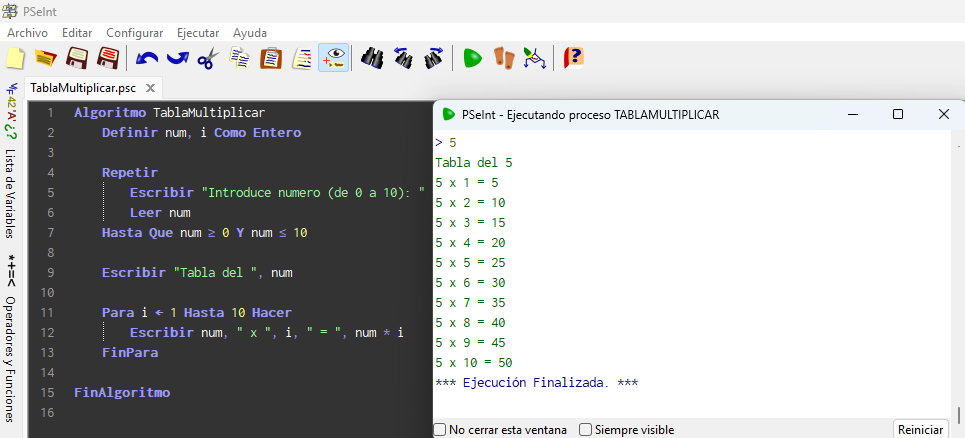 PSeInt
Archivo Editar Configurar Ejecutar Ayuda
TablaMultiplicar.psc
Lista de Variables
Operadores y Funciones
1 Algoritmo TablaMultiplicar
2 Definir num, i Como Entero
3
4 Repetir
5 Escribir "Introduce numero (de 0 a 10): "
6 Leer num
7 Hasta Que num ≥ 0 Y num ≤ 10
8
9 Escribir "Tabla del ", num
10
11 Para i ← 1 Hasta 10 Hacer
12 Escribir num, " x ", i, " = ", num * i
13 FinPara
14
15 FinAlgoritmo
16
PSeInt - Ejecutando proceso TABLAMULTIPLICAR
> 5
Tabla del 5
5 x 1 = 5
5 x 2 = 10
5 x 3 = 15
5 x 4 = 20
5 x 5 = 25
5 x 6 = 30
5 x 7 = 35
5 x 8 = 40
5 x 9 = 45
5 x 10 = 50
*** Ejecución Finalizada. ***
No cerrar esta ventana Siempre visible Reiniciar